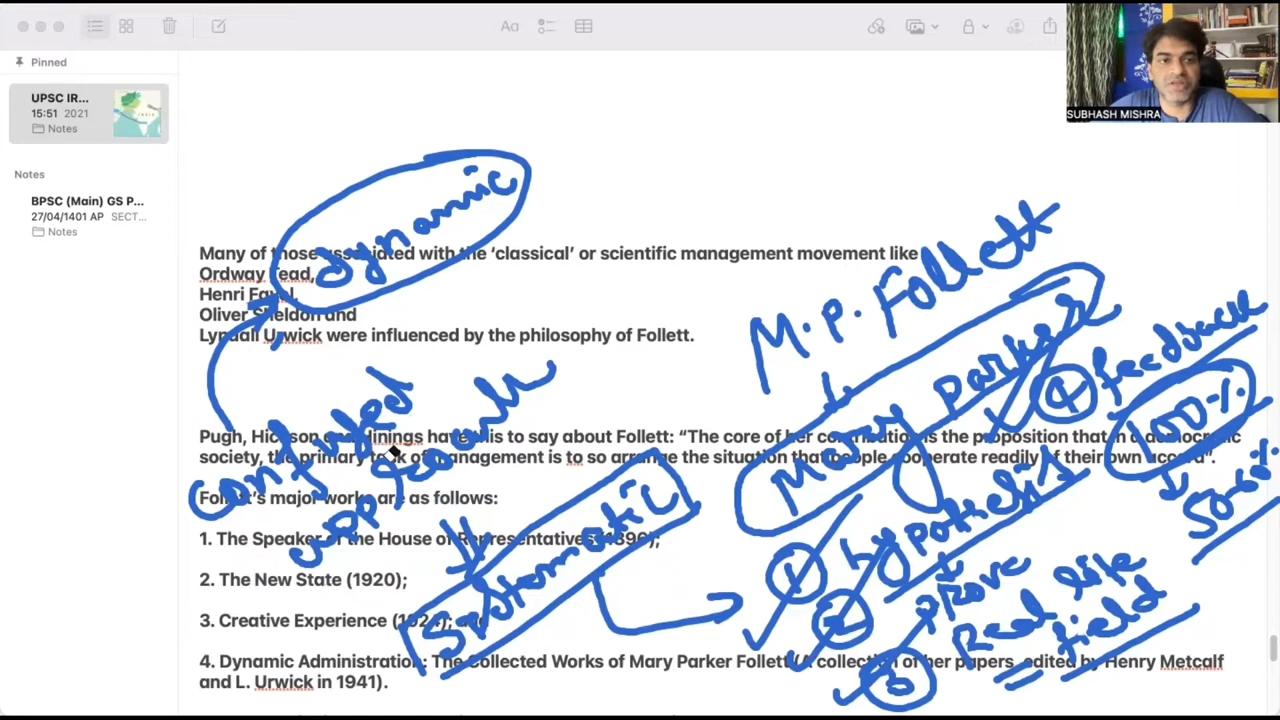 Aa
Pinned
UPSC IR...
15:51 2021
Notes
Notes
BPSC (Main) GS P...
27/04/1401 AP SECT...
Notes
SUBHASH MISHRA
Many of those associated with the ‘classical’ or scientific management movement like
Ordway Tead,
Henri Fayol,
Oliver Sheldon and
Lyndall Urwick were influenced by the philosophy of Follett.
Pugh, Hickson and Hinings have this to say about Follett: “The core of her contribution is the proposition that in a democratic
society, the primary task of management is to so arrange the situation that people cooperate readily of their own accord”.
Follett’s major works are as follows:
1. The Speaker of the House of Representatives (1896);
2. The New State (1920);
3. Creative Experience (1924); and
4. Dynamic Administration: The Collected Works of Mary Parker Follett (A collection of her papers, edited by Henry Metcalf
and L. Urwick in 1941).
Dynamic
M.P. Follett
Mary Parker
Systematic
1
2 hypothesis
3 prove
Real life
field
4 feedback
100%
50-60%